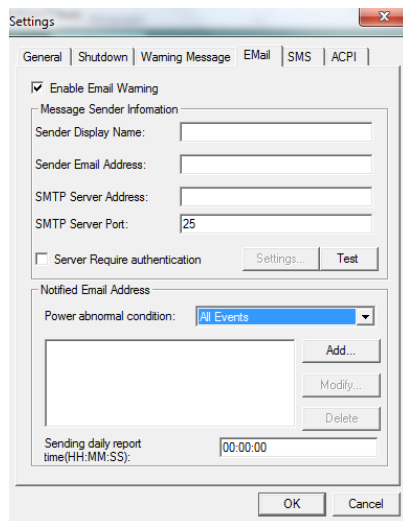 Settings
General Shutdown Warning Message EMail SMS ACPI
Enable Email Warning
Message Sender Infomation
Sender Display Name:
Sender Email Address:
SMTP Server Address:
SMTP Server Port: 25
Server Require authentication Settings... Test
Notified Email Address
Power abnormal condition: All Events
Add...
Modify...
Delete
Sending daily report
time(HH:MM:SS): 00:00:00
OK Cancel